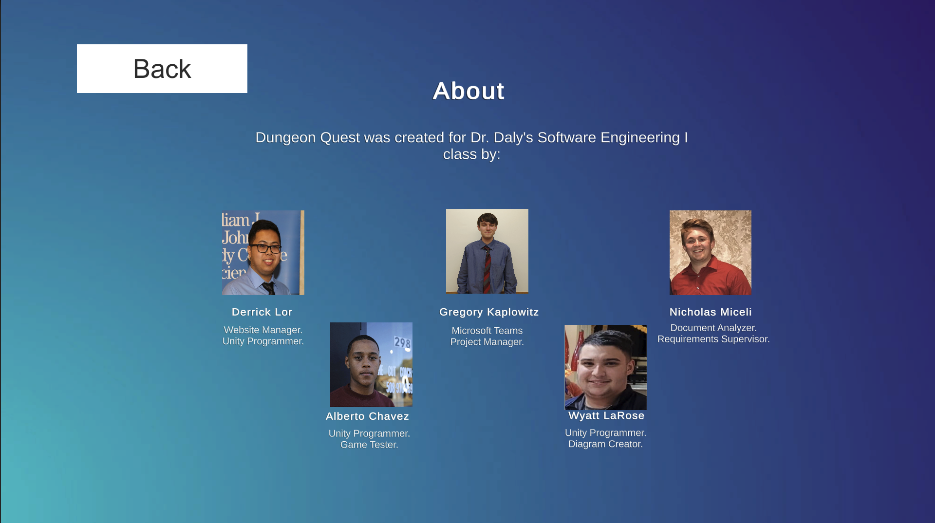 Back
About
Dungeon Quest was created for Dr. Daly's Software Engineering I
class by:
Derrick Lor
Website Manager.
Unity Programmer.
Gregory Kaplowitz
Microsoft Teams
Project Manager.
Nicholas Miceli
Document Analyzer.
Requirements Supervisor.
298
Alberto Chavez
Unity Programmer.
Game Tester.
Wyatt LaRose
Unity Programmer.
Diagram Creator.